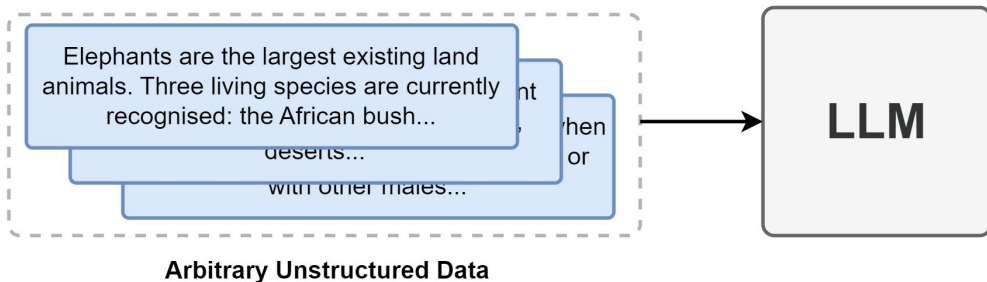 Elephants are the largest existing land
animals. Three living species are currently
recognised: the African bush...
deserts...
when
or
with other males...
LLM
Arbitrary Unstructured Data